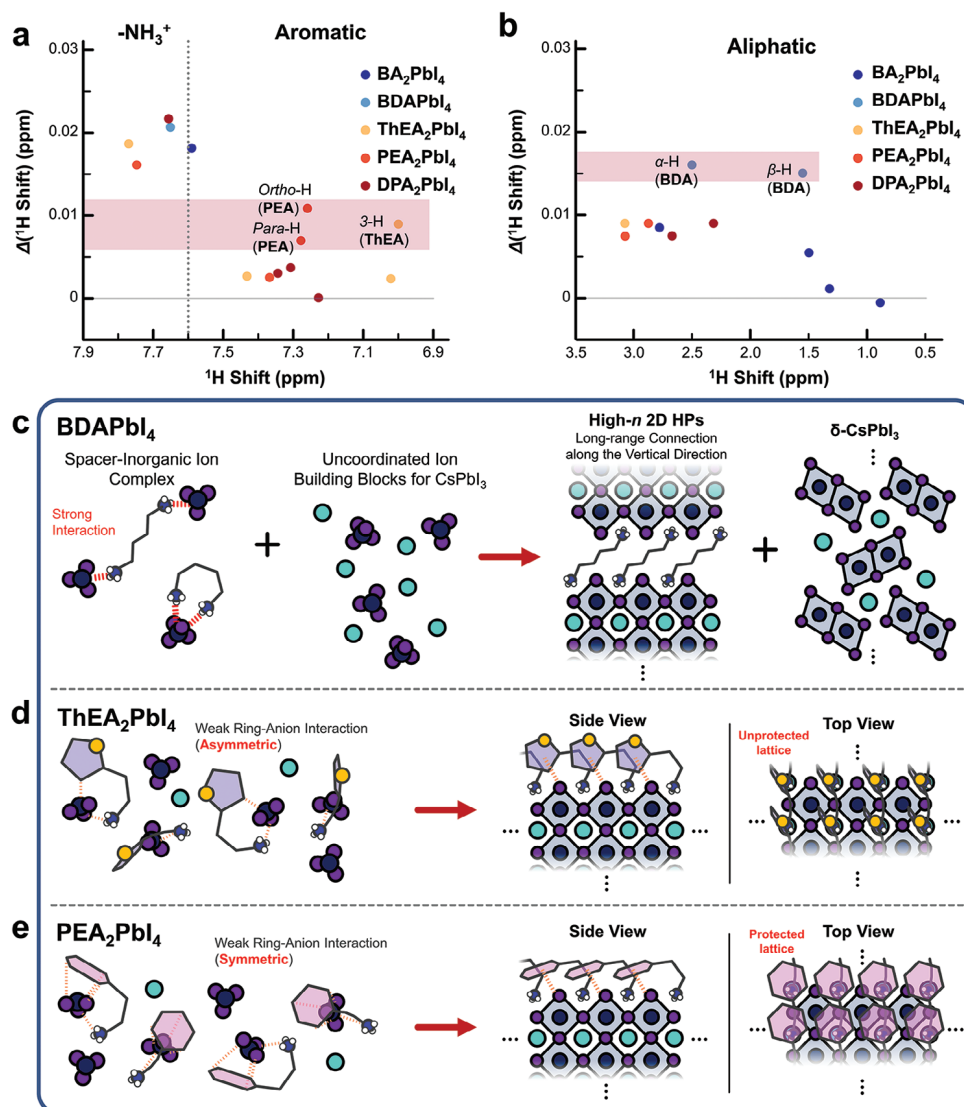 a
-NH₃⁺ Aromatic
0.03
0.02
0.01
0
Δ(¹H Shift) (ppm)
BA₂PbI₄
BDAPbI₄
ThEA₂PbI₄
PEA₂PbI₄
DPA₂PbI₄
Ortho-H
(PEA)
Para-H
(PEA)
3-H
(ThEA)
7.9 7.7 7.5 7.3 7.1 6.9
¹H Shift (ppm)
b
Aliphatic
0.03
0.02
0.01
0
Δ(¹H Shift) (ppm)
BA₂PbI₄
BDAPbI₄
ThEA₂PbI₄
PEA₂PbI₄
DPA₂PbI₄
α-H
(BDA)
β-H
(BDA)
3.5 3.0 2.5 2.0 1.5 1.0 0.5
¹H Shift (ppm)
c
BDAPbI₄
Spacer-Inorganic Ion
Complex
Strong
Interaction
+
Uncoordinated Ion
Building Blocks for CsPbI₃
High-n 2D HPs
Long-range Connection
along the Vertical Direction
+
δ-CsPbI₃
d
ThEA₂PbI₄
Weak Ring-Anion Interaction
(Asymmetric)
Side View
Unprotected
lattice
Top View
e
PEA₂PbI₄
Weak Ring-Anion Interaction
(Symmetric)
Side View
Protected
lattice
Top View